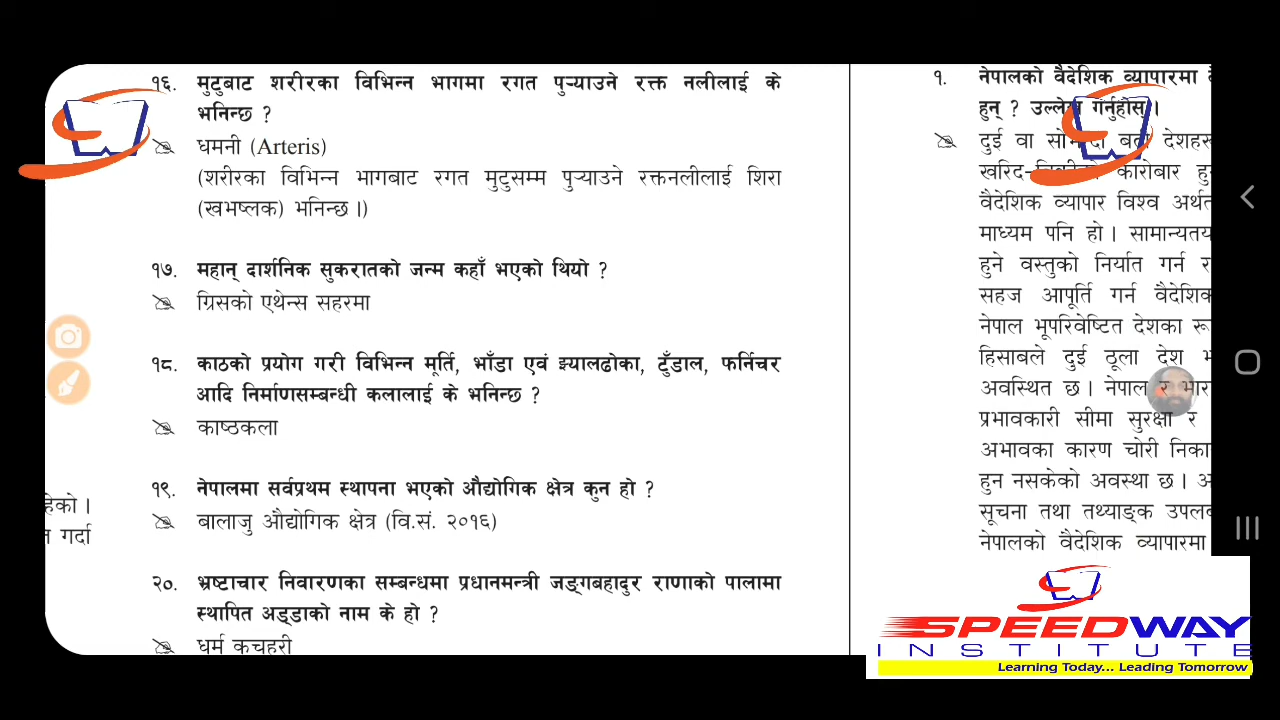 १६. मुटुबाट शरीरका विभिन्न भागमा रगत पुऱ्याउने रक्त नलीलाई के
भनिन्छ ?
धमनी (Arteris)
(शरीरका विभिन्न भागबाट रगत मुटुसम्म पुऱ्याउने रक्तनलीलाई शिरा
(खभष्लक) भनिन्छ ।)
१७. महान् दार्शनिक सुकरातको जन्म कहाँ भएको थियो ?
ग्रिसको एथेन्स सहरमा
१८. काठको प्रयोग गरी विभिन्न मूर्ति, भाँडा एवं झ्यालढोका, टुँडाल, फर्निचर
आदि निर्माणसम्बन्धी कलालाई के भनिन्छ ?
काष्ठकला
१९. नेपालमा सर्वप्रथम स्थापना भएको औद्योगिक क्षेत्र कुन हो ?
बालाजु औद्योगिक क्षेत्र (वि.सं. २०१६)
२०. भ्रष्टाचार निवारणका सम्बन्धमा प्रधानमन्त्री जङ्गबहादुर राणाको पालामा
स्थापित अड्डाको नाम के हो ?
धर्म कचहरी
हेको ।
न गर्दा
१. नेपालको वैदेशिक व्यापारमा
हुन् ? उल्लेख गर्नुहोस् ।
दुई वा देशहरू
खरिद- कारोबार
वैदेशिक व्यापार विश्व
माध्यम पनि हो । सामान्यतय
हुने वस्तुको निर्यात गर्न र
सहज आपूर्ति गर्न वैदेशिक
नेपाल भूपरिवेष्टित देशका रू
हिसाबले दुई ठूला देश भ
अवस्थित छ । नेपाल र भार
प्रभावकारी सीमा सुरक्षा र
अभावका कारण चोरी निका
हुन नसकेको अवस्था छ ।
सूचना तथा तथ्याङ्क उपलब
नेपालको वैदेशिक व्यापारमा
SPEEDWAY
INSTITUTE
Learning Today... Leading Tomorrow